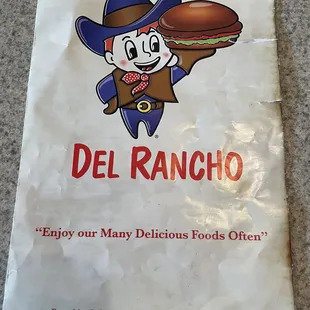 DEL RANCHO
"Enjoy our Many Delicious Foods Often"